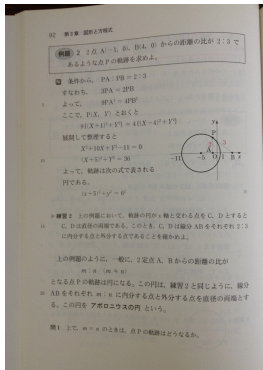 92 第3章 図形と方程式
例題 2 2点 A(-1, 0), B(4, 0) からの距離の比が 2:3 で
あるような点Pの軌跡を求めよ。
解 条件から, PA:PB=2:3
すなわち, 3PA=2PB
よって, 9PA²=4PB²
ここで, P(X, Y) とおくと
9{(X+1)²+Y²}=4{(X-4)²+Y²}
展開して整理すると
X²+10X+Y²-11=0
(X+5)²+Y²=36
よって, 軌跡は次の式で表される
円である。
(x+5)²+y²=6²
y
P
-11 -5 A O 1 B x
練習2 上の例題において, 軌跡の円が x 軸と交わる点を C, D とすると
C, D は直径の両端である。このとき, C, D は線分 AB をそれぞれ 2:3
に内分する点と外分する点であることを確かめよ。
上の例題のように, 一般に, 2定点 A, B からの距離の比が
m:n (m≠n)
となる点Pの軌跡は円になる。この円は, 練習2と同じように, 線分
AB をそれぞれ m:n に内分する点と外分する点を直径の両端とす
る。この円を アポロニウスの円 という。
問1 上で, m=n のときは, 点Pの軌跡はどうなるか。